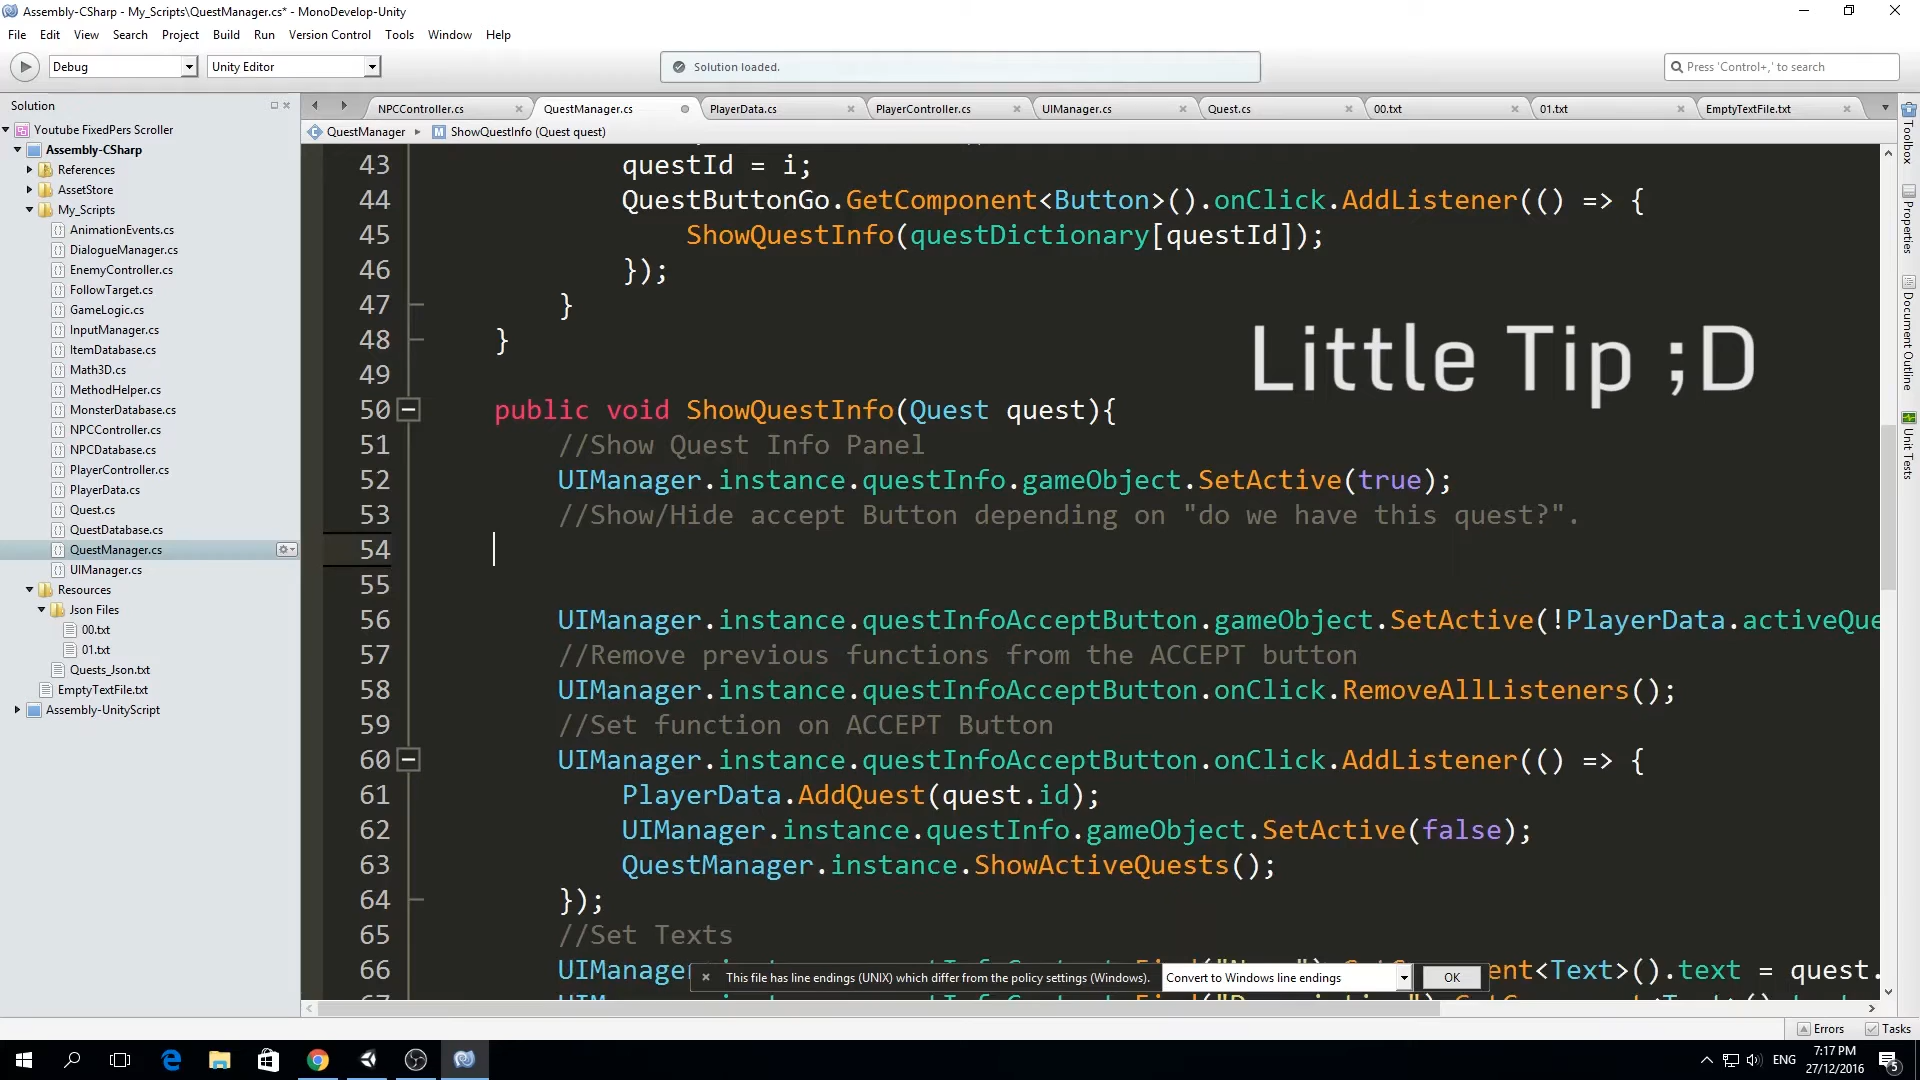 Assembly-CSharp - My_Scripts\QuestManager.cs* - MonoDevelop-Unity
File Edit View Search Project Build Run Version Control Tools Window Help
Debug
Unity Editor
Solution loaded.
Press 'Control+,' to search
Solution
Youtube FixedPers Scroller
Assembly-CSharp
References
AssetStore
My_Scripts
AnimationEvents.cs
DialogueManager.cs
EnemyController.cs
FollowTarget.cs
GameLogic.cs
InputManager.cs
ItemDatabase.cs
Math3D.cs
MethodHelper.cs
MonsterDatabase.cs
NPCController.cs
NPCDatabase.cs
PlayerController.cs
PlayerData.cs
Quest.cs
QuestDatabase.cs
QuestManager.cs
UIManager.cs
Resources
Json Files
00.txt
01.txt
Quests_Json.txt
EmptyTextFile.txt
Assembly-UnityScript
NPCController.cs
QuestManager.cs
PlayerData.cs
PlayerController.cs
UIManager.cs
Quest.cs
00.txt
01.txt
EmptyTextFile.txt
QuestManager
ShowQuestInfo (Quest quest)
43 questId = i;
44 QuestButtonGo.GetComponent<Button>().onClick.AddListener(() => {
45 ShowQuestInfo(questDictionary[questId]);
46 });
47 }
48 }
49
50 public void ShowQuestInfo(Quest quest){
51 //Show Quest Info Panel
52 UIManager.instance.questInfo.gameObject.SetActive(true);
53 //Show/Hide accept Button depending on "do we have this quest?".
54
55
56 UIManager.instance.questInfoAcceptButton.gameObject.SetActive(!PlayerData.activeQue
57 //Remove previous functions from the ACCEPT button
58 UIManager.instance.questInfoAcceptButton.onClick.RemoveAllListeners();
59 //Set function on ACCEPT Button
60 UIManager.instance.questInfoAcceptButton.onClick.AddListener(() => {
61 PlayerData.AddQuest(quest.id);
62 UIManager.instance.questInfo.gameObject.SetActive(false);
63 QuestManager.instance.ShowActiveQuests();
64 });
65 //Set Texts
66 UIManager
<Text>().text = quest.
Little Tip ;D
This file has line endings (UNIX) which differ from the policy settings (Windows).
Convert to Windows line endings
OK
Toolbox
Properties
Document Outline
Unit Tests
Errors
Tasks
ENG
7:17 PM
27/12/2016
5